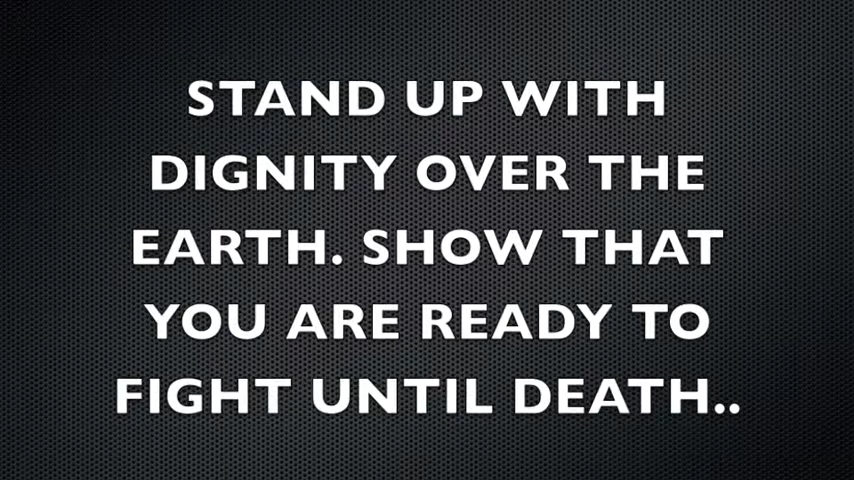 STAND UP WITH
DIGNITY OVER THE
EARTH. SHOW THAT
YOU ARE READY TO
FIGHT UNTIL DEATH..